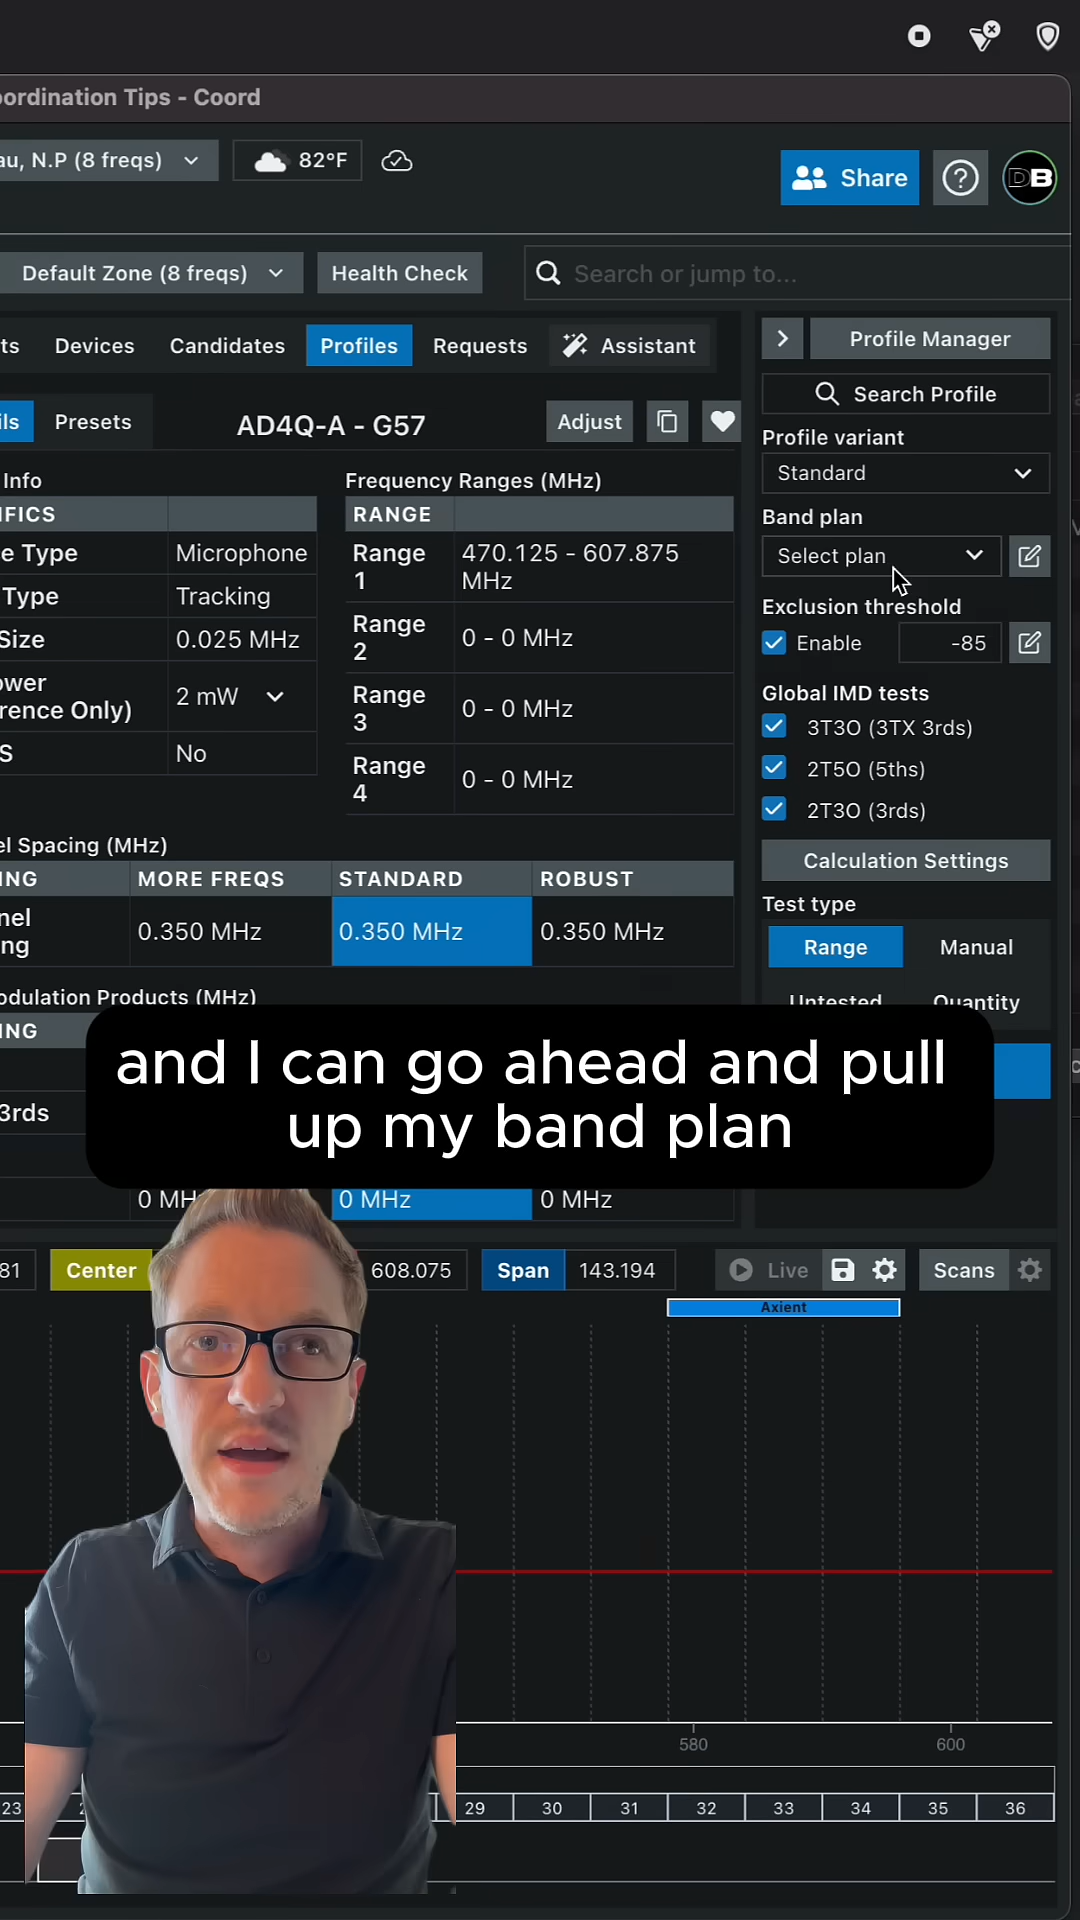 oordination Tips - Coord
au, N.P (8 freqs)
82°F
Share
DB
Default Zone (8 freqs)
Health Check
Search or jump to...
ts
Devices
Candidates
Profiles
Requests
Assistant
Profile Manager
Search Profile
ils
Presets
AD4Q-A - G57
Adjust
Profile variant
Standard
Info
Frequency Ranges (MHz)
IFICS
RANGE
e Type
Microphone
Range 1
470.125 - 607.875 MHz
Type
Tracking
Size
0.025 MHz
Range 2
0 - 0 MHz
ower
rence Only)
2 mW
Range 3
0 - 0 MHz
S
No
Range 4
0 - 0 MHz
Band plan
Select plan
Exclusion threshold
Enable
-85
Global IMD tests
3T3O (3TX 3rds)
2T5O (5ths)
2T3O (3rds)
Calculation Settings
Test type
Range
Manual
Untested
Quantity
el Spacing (MHz)
NG
MORE FREQS
STANDARD
ROBUST
nel
ng
0.350 MHz
0.350 MHz
0.350 MHz
odulation Products (MHz)
NG
3rds
and I can go ahead and pull
up my band plan
0 MH
0 MHz
0 MHz
81
Center
608.075
Span
143.194
Live
Scans
Axient
580
600
23
2
29
30
31
32
33
34
35
36